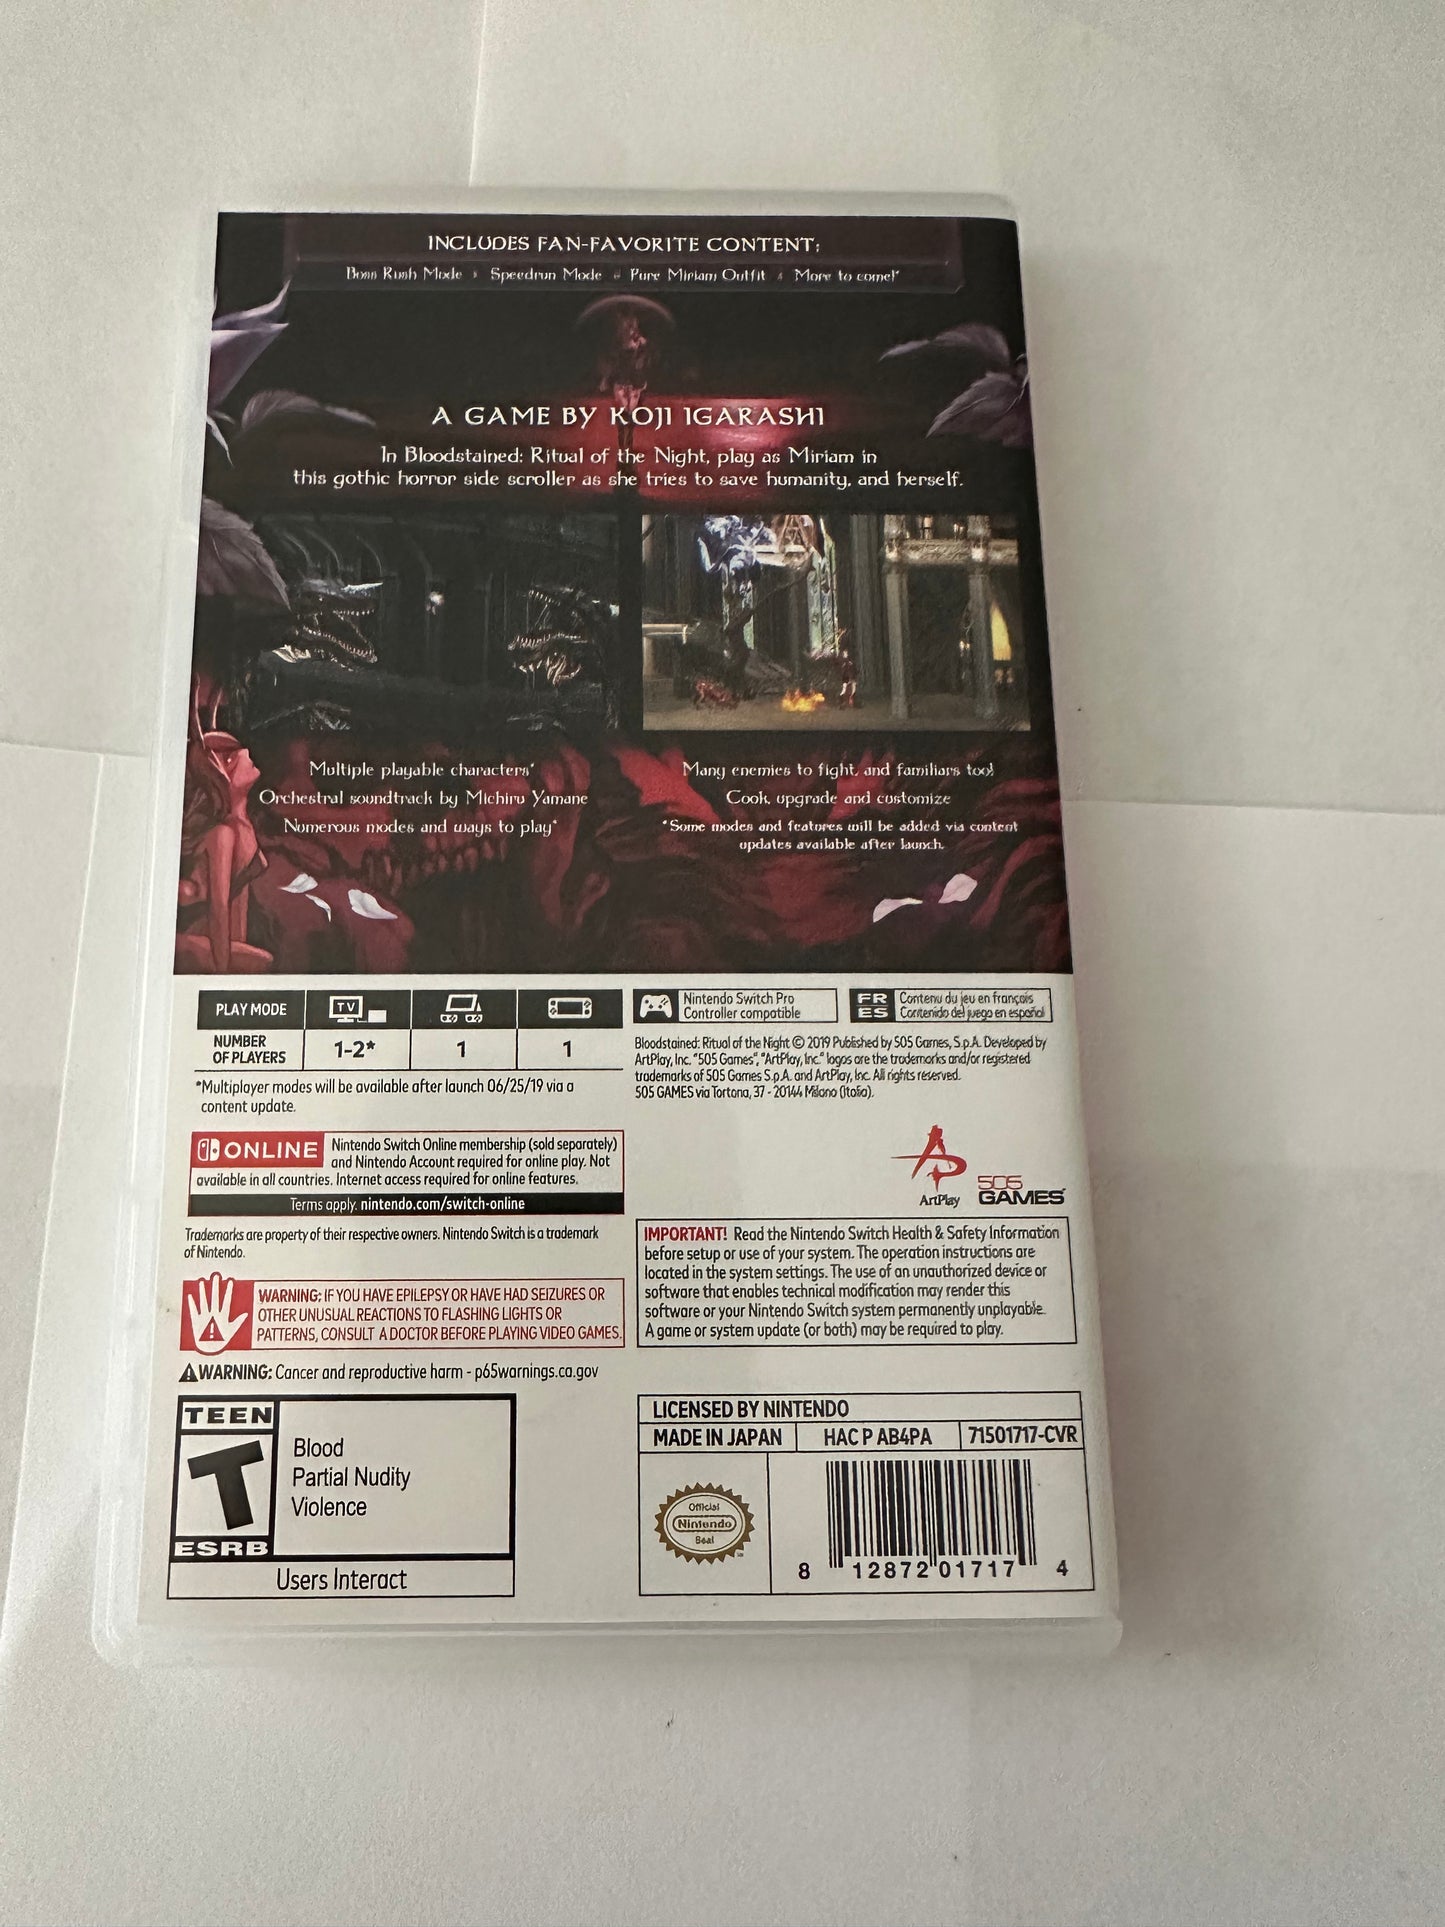 INCLUDES FAN-FAVORITE CONTENT:
Boss Rush Mode Speedrun Mode Pure Miriam Outfit More to come!*
A GAME BY KOJI IGARASHI
In Bloodstained: Ritual of the Night, play as Miriam in
this gothic horror side scroller as she tries to save humanity, and herself.
Multiple playable characters*
Orchestral soundtrack by Michiru Yamane
Numerous modes and ways to play*
Many enemies to fight, and familiars too!
Cook, upgrade and customize
*Some modes and features will be added via content
updates available after launch.
PLAY MODE
TV
NUMBER
OF PLAYERS
1-2*
1
1
*Multiplayer modes will be available after launch 06/25/19 via a
content update.
Nintendo Switch Pro
Controller compatible
FR
ES
Contenu du jeu en français
Contenido del juego en español
Bloodstained: Ritual of the Night © 2019 Published by 505 Games, S.p.A. Developed by
ArtPlay, Inc. "505 Games", "ArtPlay, Inc." logos are the trademarks and/or registered
trademarks of 505 Games S.p.A. and ArtPlay, Inc. All rights reserved.
505 GAMES via Tortona, 37 - 20144 Milano (Italia).
ONLINE
Nintendo Switch Online membership (sold separately)
and Nintendo Account required for online play. Not
available in all countries. Internet access required for online features.
Terms apply. nintendo.com/switch-online
Trademarks are property of their respective owners. Nintendo Switch is a trademark
of Nintendo.
ArtPlay
505
GAMES
WARNING: IF YOU HAVE EPILEPSY OR HAVE HAD SEIZURES OR
OTHER UNUSUAL REACTIONS TO FLASHING LIGHTS OR
PATTERNS, CONSULT A DOCTOR BEFORE PLAYING VIDEO GAMES.
WARNING: Cancer and reproductive harm - p65warnings.ca.gov
IMPORTANT! Read the Nintendo Switch Health & Safety Information
before setup or use of your system. The operation instructions are
located in the system settings. The use of an unauthorized device or
software that enables technical modification may render this
software or your Nintendo Switch system permanently unplayable.
A game or system update (or both) may be required to play.
TEEN
T
ESRB
Blood
Partial Nudity
Violence
Users Interact
LICENSED BY NINTENDO
MADE IN JAPAN
HAC P AB4PA
71501717-CVR
Official
Nintendo
Seal
8 12872 01717 4